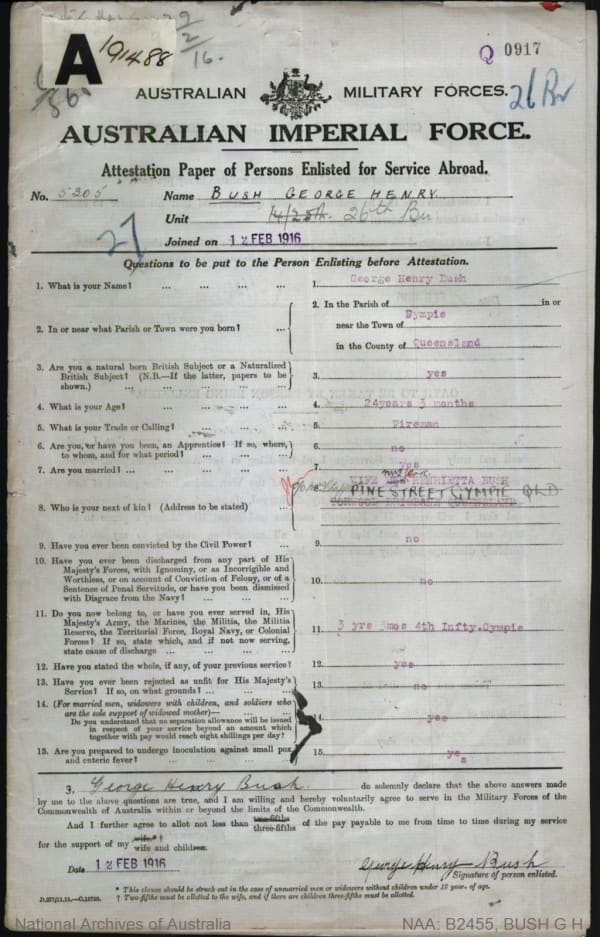 A 191488
Q 0917
AUSTRALIAN MILITARY FORCES.
AUSTRALIAN IMPERIAL FORCE.
Attestation Paper of Persons Enlisted for Service Abroad.
No. 5205 Name BUSH GEORGE HENRY
Unit 26th Bn
27
Joined on 12 FEB 1916
Questions to be put to the Person Enlisting before Attestation.
1. What is your Name? ... ... ... ... 1. George Henry Bush
2. In or near what Parish or Town were you born? ... 2. In the Parish of in or
near the Town of Gympie
in the County of Queensland
3. Are you a natural born British Subject or a Naturalized
British Subject? (N.B.—If the latter, papers to be
shown.) ... ... ... ... 3. yes
4. What is your Age? ... ... ... ... 4. 24years 3 months
5. What is your Trade or Calling? ... ... ... 5. Fireman
6. Are you, or have you been, an Apprentice? If so, where,
to whom, and for what period? ... ... ... 6. no
7. Are you married? ... ... ... ... 7. yes
8. Who is your next of kin? (Address to be stated) ... 8. WIFE HENRIETTA BUSH
PINE STREET GYMPIE QLD
9. Have you ever been convicted by the Civil Power? ... 9. no
10. Have you ever been discharged from any part of His
Majesty's Forces, with Ignominy, or as Incorrigible and
Worthless, or on account of Conviction of Felony, or of a
Sentence of Penal Servitude, or have you been dismissed
with Disgrace from the Navy? ... ... ... 10. no
11. Do you now belong to, or have you ever served in, His
Majesty's Army, the Marines, the Militia, the Militia
Reserve, the Territorial Force, Royal Navy, or Colonial
Forces? If so, state which, and if not now serving,
state cause of discharge ... ... ... 11. 3 yrs 3mos 4th Infty.Gympie
12. Have you stated the whole, if any, of your previous service? 12. yes
13. Have you ever been rejected as unfit for His Majesty's
Service? If so, on what grounds? ... ... ... 13. no
14. (For married men, widowers with children, and soldiers who
are the sole support of widowed mother)—
Do you understand that no separation allowance will be issued
in respect of your service beyond an amount which
together with pay would reach eight shillings per day? 14. yes
15. Are you prepared to undergo inoculation against small pox
and enteric fever? ... ... ... ... 15. yes
3. George Henry Bush do solemnly declare that the above answers made
by me to the above questions are true, and I am willing and hereby voluntarily agree to serve in the Military Forces of the
Commonwealth of Australia within or beyond the limits of the Commonwealth.
And I further agree to allot not less than two-fifths three-fifths of the pay payable to me from time to time during my service
for the support of my wife*† wife and children.
Date 12 FEB 1916 George Henry Bush
Signature of person enlisted.
* This clause should be struck out in the case of unmarried men or widowers without children under 18 year of age.
† Two-fifths must be allotted to the wife, and if there are children three-fifths must be allotted.
National Archives of Australia NAA: B2455, BUSH G H